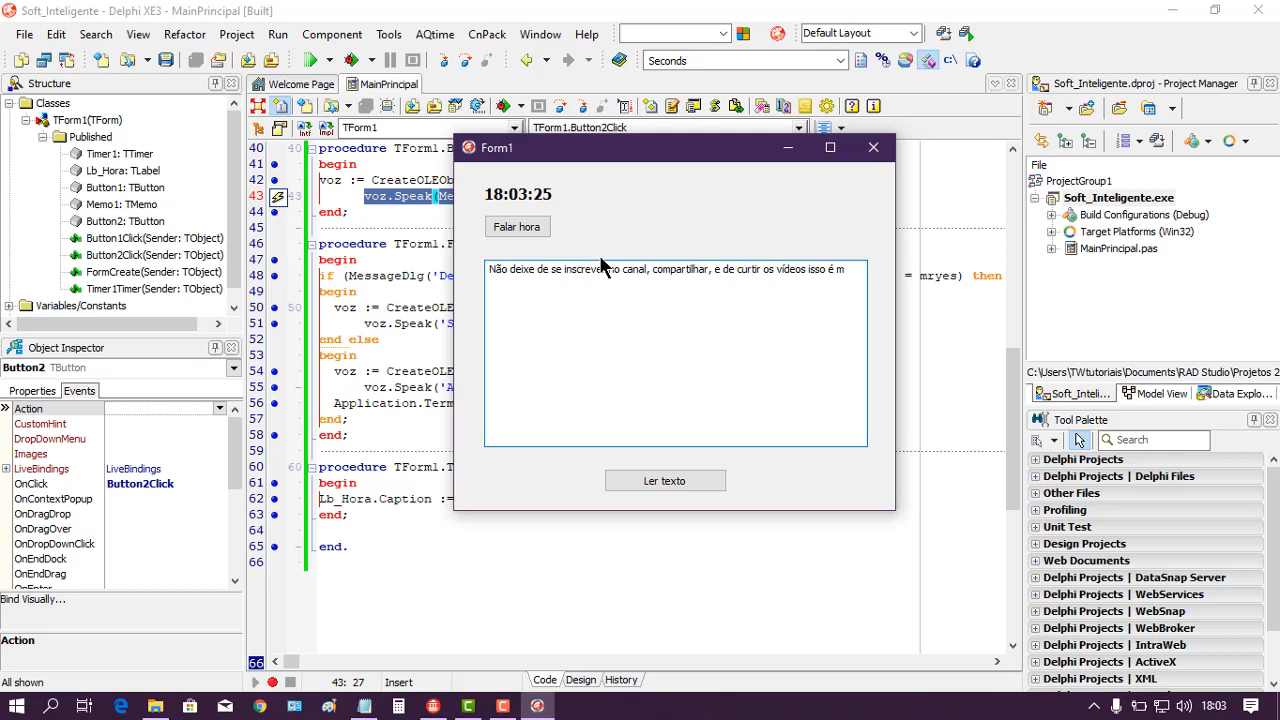 Soft_Inteligente - Delphi XE3 - MainPrincipal [Built]
File Edit Search View Refactor Project Run Component Tools AQtime CnPack Window Help
Default Layout
Seconds
Structure
Welcome Page
MainPrincipal
Soft_Inteligente.dproj - Project Manager
Classes
TForm1(TForm)
Published
Timer1: TTimer
Lb_Hora: TLabel
Button1: TButton
Memo1: TMemo
Button2: TButton
Button1Click(Sender: TObject)
Button2Click(Sender: TObject)
FormCreate(Sender: TObject)
Timer1Timer(Sender: TObject)
Variables/Constants
Object Inspector
Button2 TButton
Properties Events
Action
CustomHint
DropDownMenu
Images
LiveBindings LiveBindings
OnClick Button2Click
OnContextPopup
OnDragDrop
OnDragOver
OnDropDownClick
OnEndDock
OnEndDrag
OnEnter
Bind Visually...
Action
All shown
TForm1
TForm1.Button2Click
40 40 procedure TForm1.B
41 begin
42 voz := CreateOLEOb
43 43 voz.Speak(Me
44 end;
45
46 procedure TForm1.F
47 begin
48 if (MessageDlg('De = mryes) then
49 begin
50 50 voz := CreateOLE
51 voz.Speak('S
52 end else
53 begin
54 voz := CreateOLE
55 voz.Speak('A
56 Application.Term
57 end;
58 end;
59
60 60 procedure TForm1.T
61 begin
62 Lb_Hora.Caption :=
63 end;
64
65 end.
66
66
43: 27 Insert
Code Design History
Form1
18:03:25
Falar hora
Não deixe de se inscreve no canal, compartilhar, e de curtir os vídeos isso é m
Ler texto
File
ProjectGroup1
Soft_Inteligente.exe
Build Configurations (Debug)
Target Platforms (Win32)
MainPrincipal.pas
C:\Users\TWtutoriais\Documents\RAD Studio\Projetos 2
Soft_Inteli... Model View Data Explo...
Tool Palette
Search
Delphi Projects
Delphi Projects | Delphi Files
Other Files
Profiling
Unit Test
Design Projects
Web Documents
Delphi Projects | DataSnap Server
Delphi Projects | WebServices
Delphi Projects | WebSnap
Delphi Projects | WebBroker
Delphi Projects | IntraWeb
Delphi Projects | ActiveX
Delphi Projects | XML
18:03